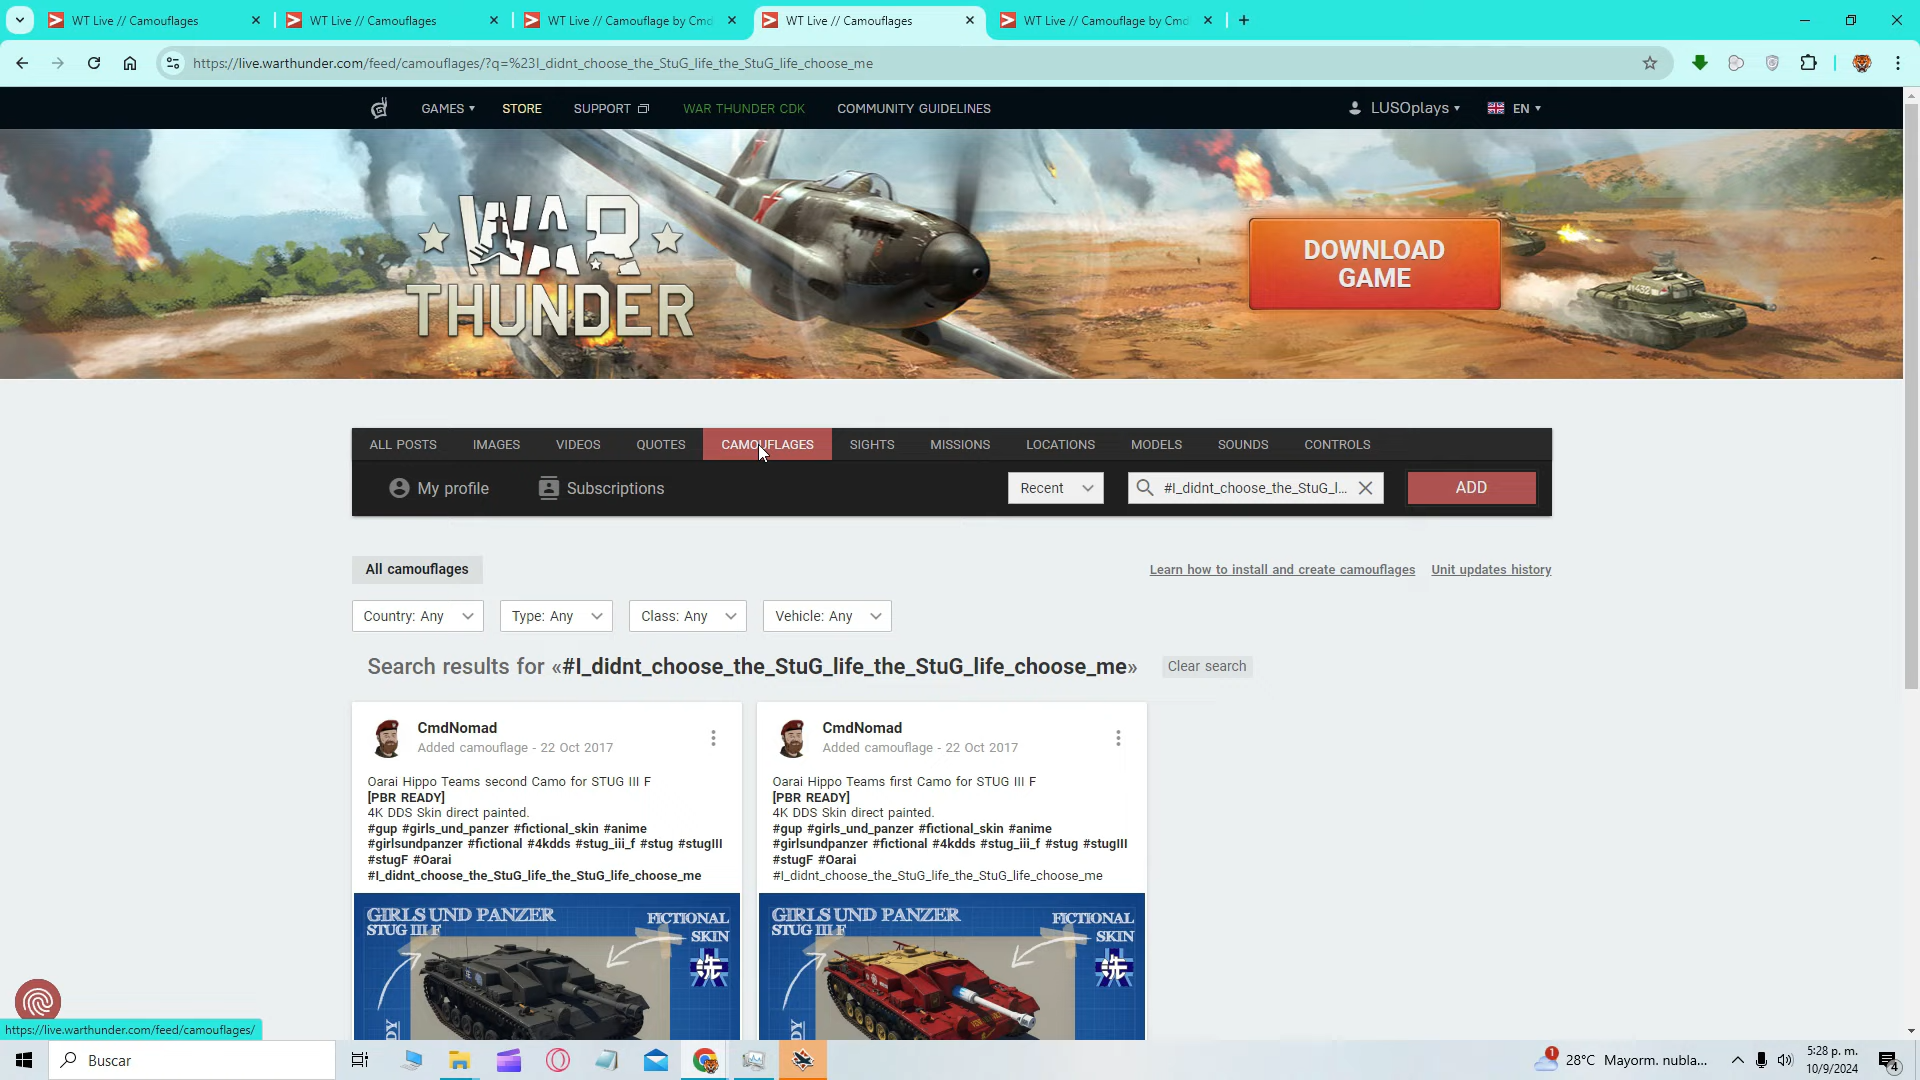 WT Live // Camouflages
WT Live // Camouflages
WT Live // Camouflage by Cmd
WT Live // Camouflages
WT Live // Camouflage by Cmd
https://live.warthunder.com/feed/camouflages/?q=%23I_didnt_choose_the_StuG_life_the_StuG_life_choose_me
GAMES
STORE
SUPPORT
WAR THUNDER CDK
COMMUNITY GUIDELINES
LUSOplays
EN
WAR
THUNDER
DOWNLOAD
GAME
ALL POSTS
IMAGES
VIDEOS
QUOTES
CAMOUFLAGES
SIGHTS
MISSIONS
LOCATIONS
MODELS
SOUNDS
CONTROLS
My profile
Subscriptions
Recent
#I_didnt_choose_the_StuG_l...
ADD
All camouflages
Learn how to install and create camouflages
Unit updates history
Country: Any
Type: Any
Class: Any
Vehicle: Any
Search results for «#I_didnt_choose_the_StuG_life_the_StuG_life_choose_me»
Clear search
CmdNomad
Added camouflage - 22 Oct 2017
Oarai Hippo Teams second Camo for STUG III F
[PBR READY]
4K DDS Skin direct painted.
#gup #girls_und_panzer #fictional_skin #anime
#girlsundpanzer #fictional #4kdds #stug_iii_f #stug #stugIII
#stugF #Oarai
#I_didnt_choose_the_StuG_life_the_StuG_life_choose_me
GIRLS UND PANZER
STUG III F
FICTIONAL
SKIN
洗
CmdNomad
Added camouflage - 22 Oct 2017
Oarai Hippo Teams first Camo for STUG III F
[PBR READY]
4K DDS Skin direct painted.
#gup #girls_und_panzer #fictional_skin #anime
#girlsundpanzer #fictional #4kdds #stug_iii_f #stug #stugIII
#stugF #Oarai
#I_didnt_choose_the_StuG_life_the_StuG_life_choose_me
GIRLS UND PANZER
STUG III F
FICTIONAL
SKIN
洗
https://live.warthunder.com/feed/camouflages/
Buscar
1
28°C Mayorm. nubla...
5:28 p. m.
10/9/2024
4